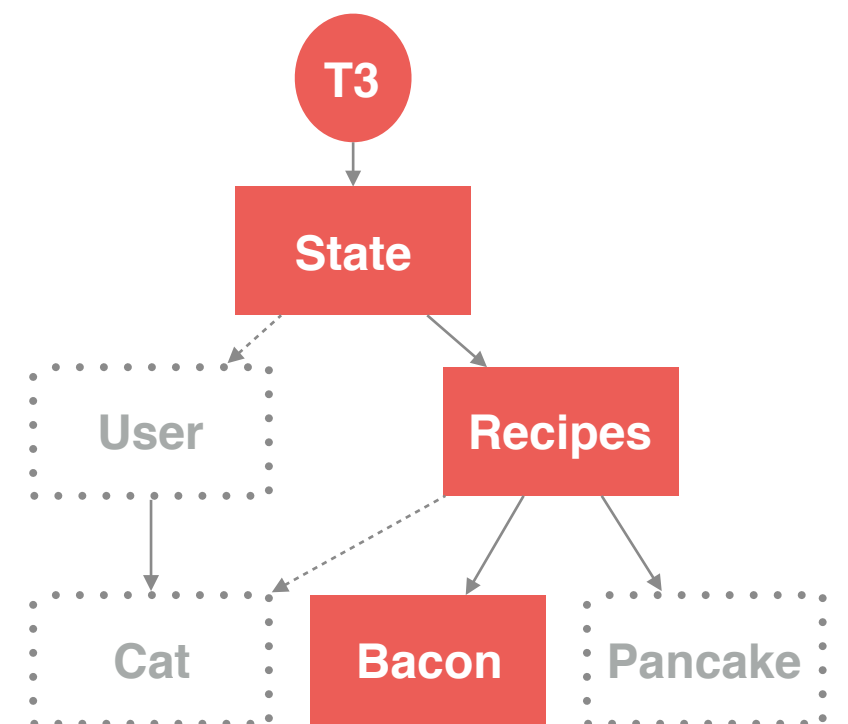 T3
State
User
Recipes
Cat
Bacon
Pancake